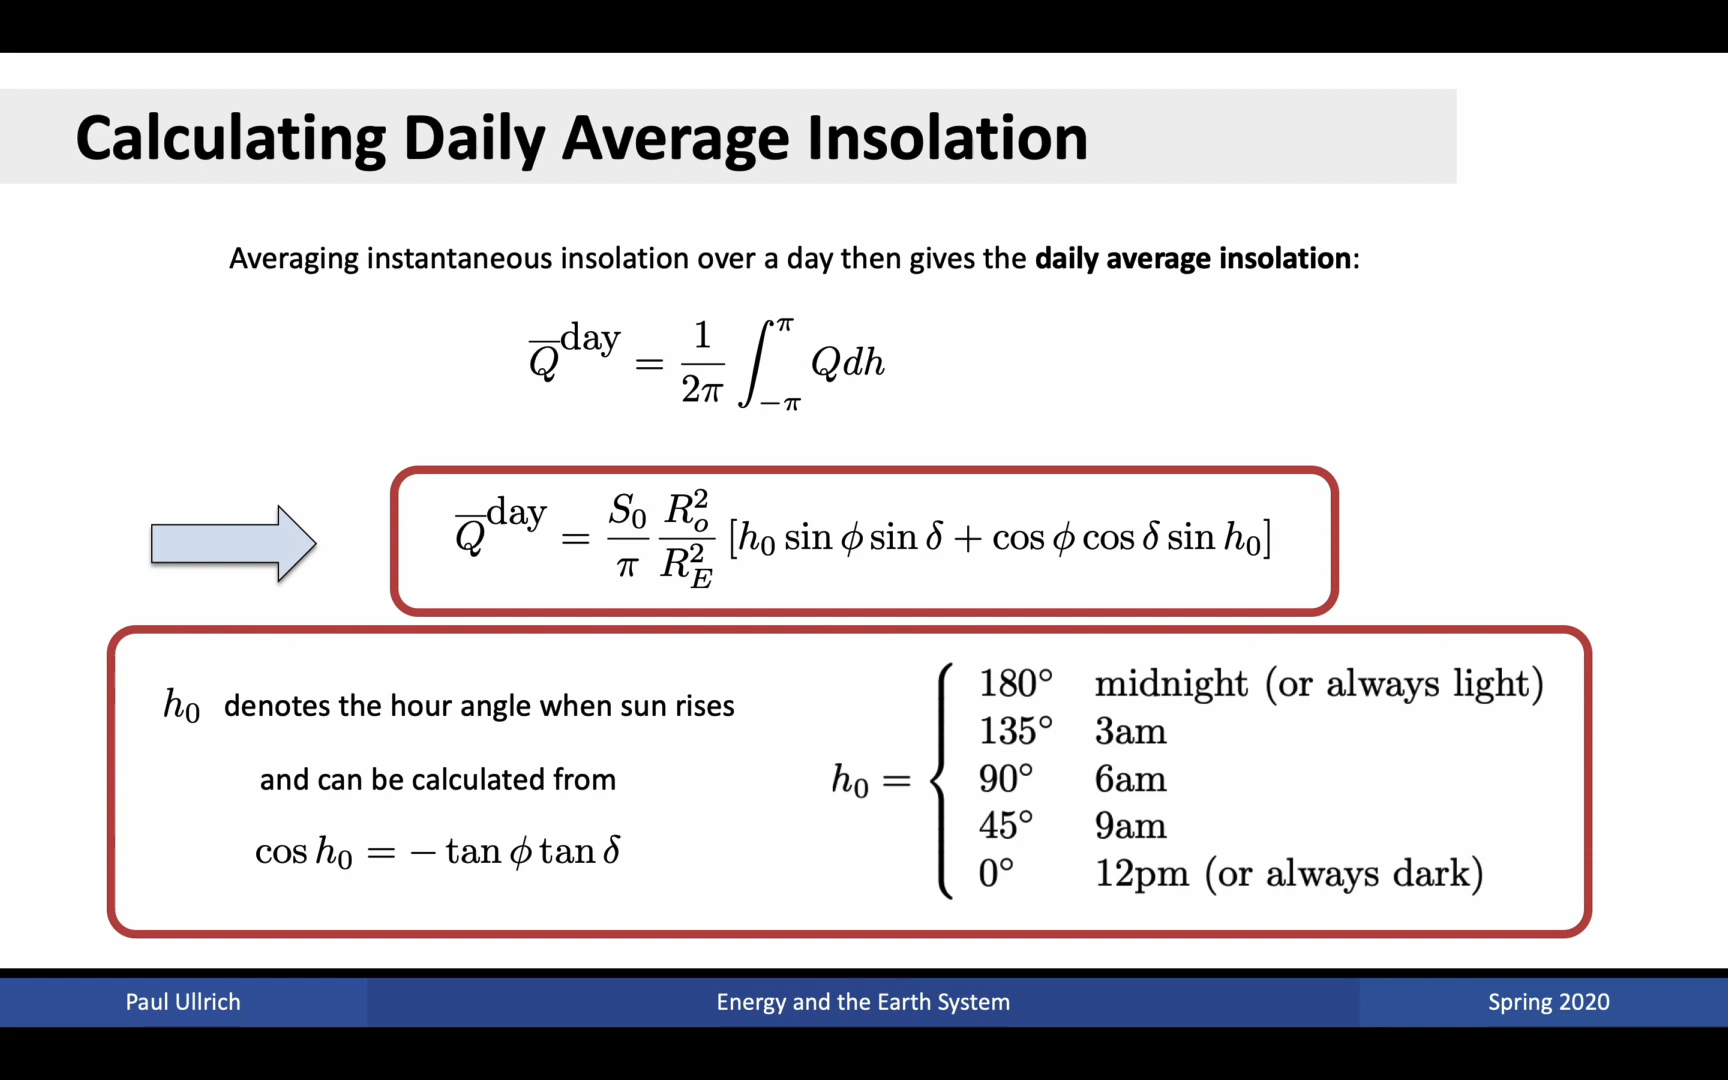 Calculating Daily Average Insolation
Averaging instantaneous insolation over a day then gives the daily average insolation:
$\overline{Q}^{\text{day}} = \frac{1}{2\pi} \int_{-\pi}^{\pi} Q dh$
$\overline{Q}^{\text{day}} = \frac{S_0}{\pi} \frac{R_o^2}{R_E^2} [h_0 \sin \phi \sin \delta + \cos \phi \cos \delta \sin h_0]$
$h_0$ denotes the hour angle when sun rises
and can be calculated from
$\cos h_0 = - \tan \phi \tan \delta$
$h_0 =$
180° midnight (or always light)
135° 3am
90° 6am
45° 9am
0° 12pm (or always dark)
Paul Ullrich
Energy and the Earth System
Spring 2020